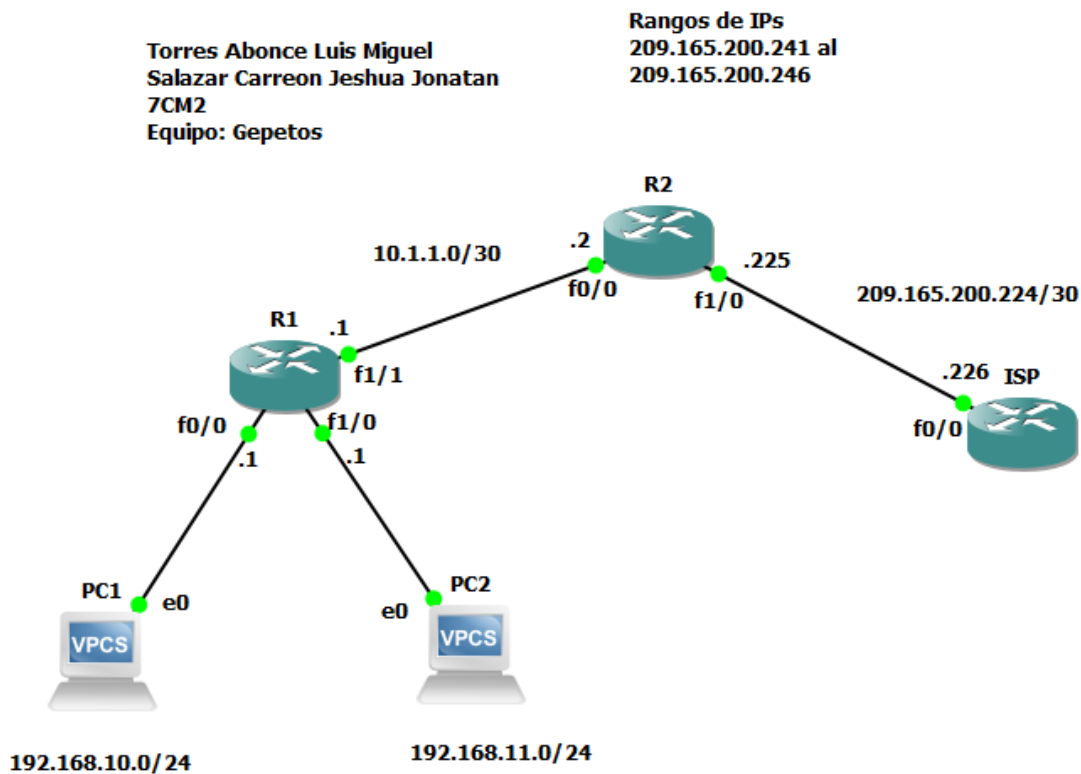 Torres Abonce Luis Miguel
Salazar Carreon Jeshua Jonatan
7CM2
Equipo: Gepetos
Rangos de IPs
209.165.200.241 al
209.165.200.246
R2
10.1.1.0/30
.2
.225
f0/0
f1/0
209.165.200.224/30
R1
.1
f1/1
.226
ISP
f0/0
f0/0
f1/0
.1
.1
PC1
e0
VPCS
PC2
e0
VPCS
192.168.10.0/24
192.168.11.0/24